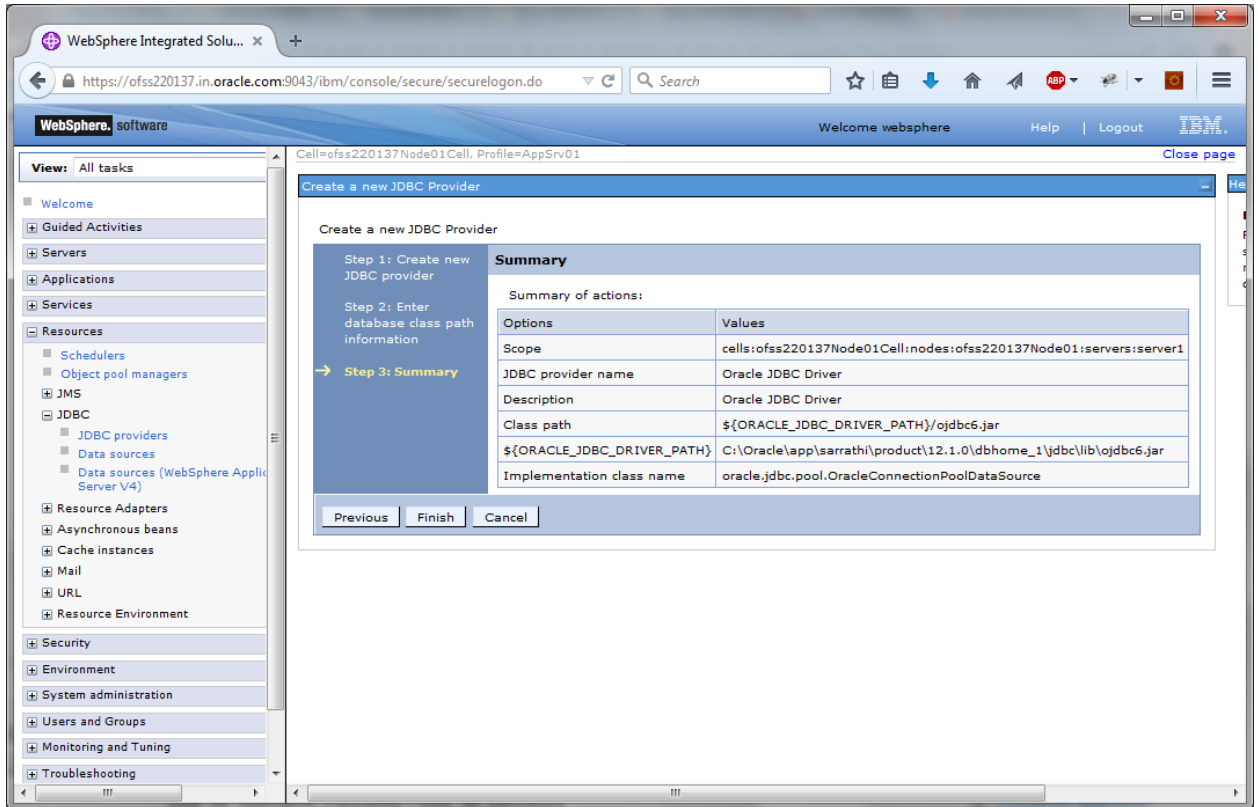 WebSphere Integrated Solu...
https://ofss220137.in.oracle.com:9043/ibm/console/secure/securelogon.do
Search
ABP
WebSphere. software
Welcome websphere
Help | Logout
IBM.
View: All tasks
Welcome
Guided Activities
Servers
Applications
Services
Resources
Schedulers
Object pool managers
JMS
JDBC
JDBC providers
Data sources
Data sources (WebSphere Applic
Server V4)
Resource Adapters
Asynchronous beans
Cache instances
Mail
URL
Resource Environment
Security
Environment
System administration
Users and Groups
Monitoring and Tuning
Troubleshooting
Cell=ofss220137Node01Cell, Profile=AppSrv01
Close page
Create a new JDBC Provider
He
Create a new JDBC Provider
Step 1: Create new
JDBC provider
Step 2: Enter
database class path
information
Step 3: Summary
Summary
Summary of actions:
Options Values
Scope cells:ofss220137Node01Cell:nodes:ofss220137Node01:servers:server1
JDBC provider name Oracle JDBC Driver
Description Oracle JDBC Driver
Class path ${ORACLE_JDBC_DRIVER_PATH}/ojdbc6.jar
${ORACLE_JDBC_DRIVER_PATH} C:\Oracle\app\sarrathi\product\12.1.0\dbhome_1\jdbc\lib\ojdbc6.jar
Implementation class name oracle.jdbc.pool.OracleConnectionPoolDataSource
Previous Finish Cancel